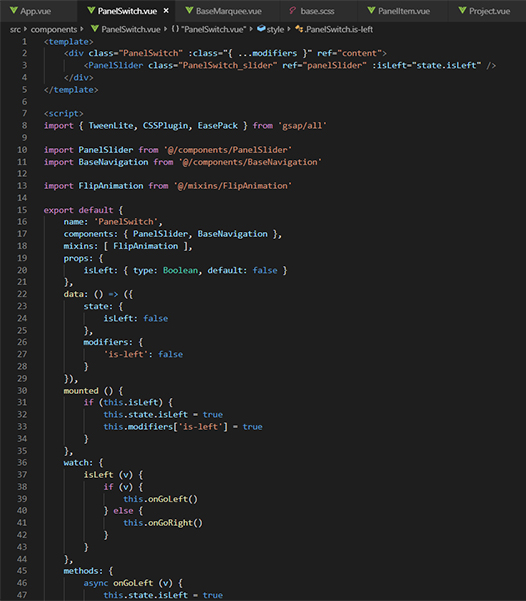 App.vue PanelSwitch.vue × BaseMarquee.vue base.scss PanelItem.vue Project.vue
src › components › PanelSwitch.vue › {} "PanelSwitch.vue" › style › .PanelSwitch.is-left
1 <template>
2     <div class="PanelSwitch" :class="{ ...modifiers }" ref="content">
3         <PanelSlider class="PanelSwitch_slider" ref="panelSlider" :isLeft="state.isLeft" />
4     </div>
5 </template>
6
7 <script>
8 import { TweenLite, CSSPlugin, EasePack } from 'gsap/all'
9
10 import PanelSlider from '@/components/PanelSlider'
11 import BaseNavigation from '@/components/BaseNavigation'
12
13 import FlipAnimation from '@/mixins/FlipAnimation'
14
15 export default {
16     name: 'PanelSwitch',
17     components: { PanelSlider, BaseNavigation },
18     mixins: [ FlipAnimation ],
19     props: {
20         isLeft: { type: Boolean, default: false }
21     },
22     data: () => ({
23         state: {
24             isLeft: false
25         },
26         modifiers: {
27             'is-left': false
28         }
29     }),
30     mounted () {
31         if (this.isLeft) {
32             this.state.isLeft = true
33             this.modifiers['is-left'] = true
34         }
35     },
36     watch: {
37         isLeft (v) {
38             if (v) {
39                 this.onGoLeft()
40             } else {
41                 this.onGoRight()
42             }
43         }
44     },
45     methods: {
46         async onGoLeft (v) {
47             this.state.isLeft = true